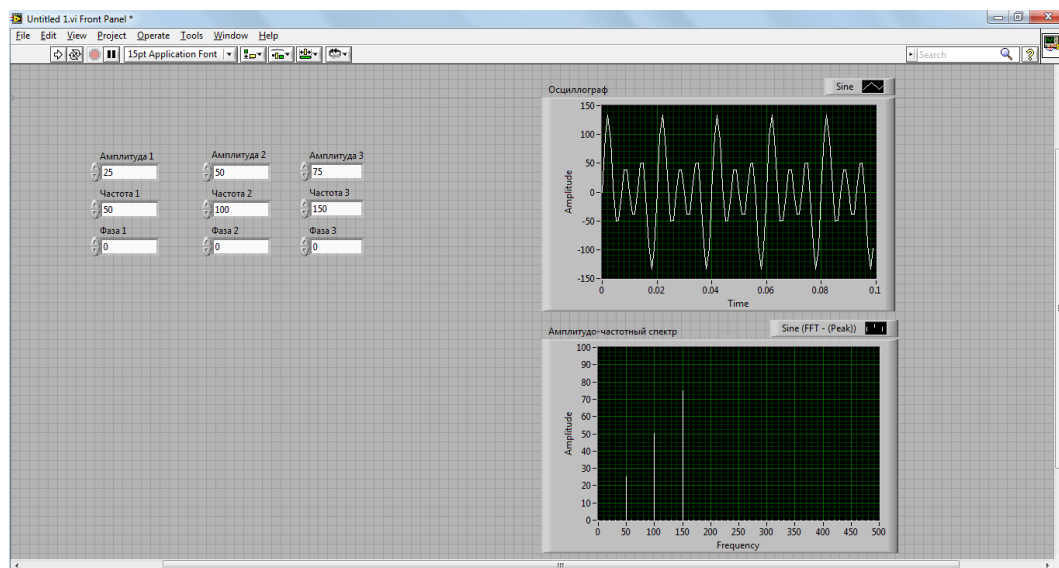 Untitled 1.vi Front Panel *
File Edit View Project Operate Tools Window Help
15pt Application Font
Search
?
Амплитуда 1 Амплитуда 2 Амплитуда 3
25 50 75
Частота 1 Частота 2 Частота 3
50 100 150
Фаза 1 Фаза 2 Фаза 3
0 0 0
Осциллограф
Sine
Amplitude
150
100
50
0
-50
-100
-150
0 0.02 0.04 0.06 0.08 0.1
Time
Амплитудо-частотный спектр
Sine (FFT - (Peak))
Amplitude
100
90
80
70
60
50
40
30
20
10
0
0 50 100 150 200 250 300 350 400 450 500
Frequency